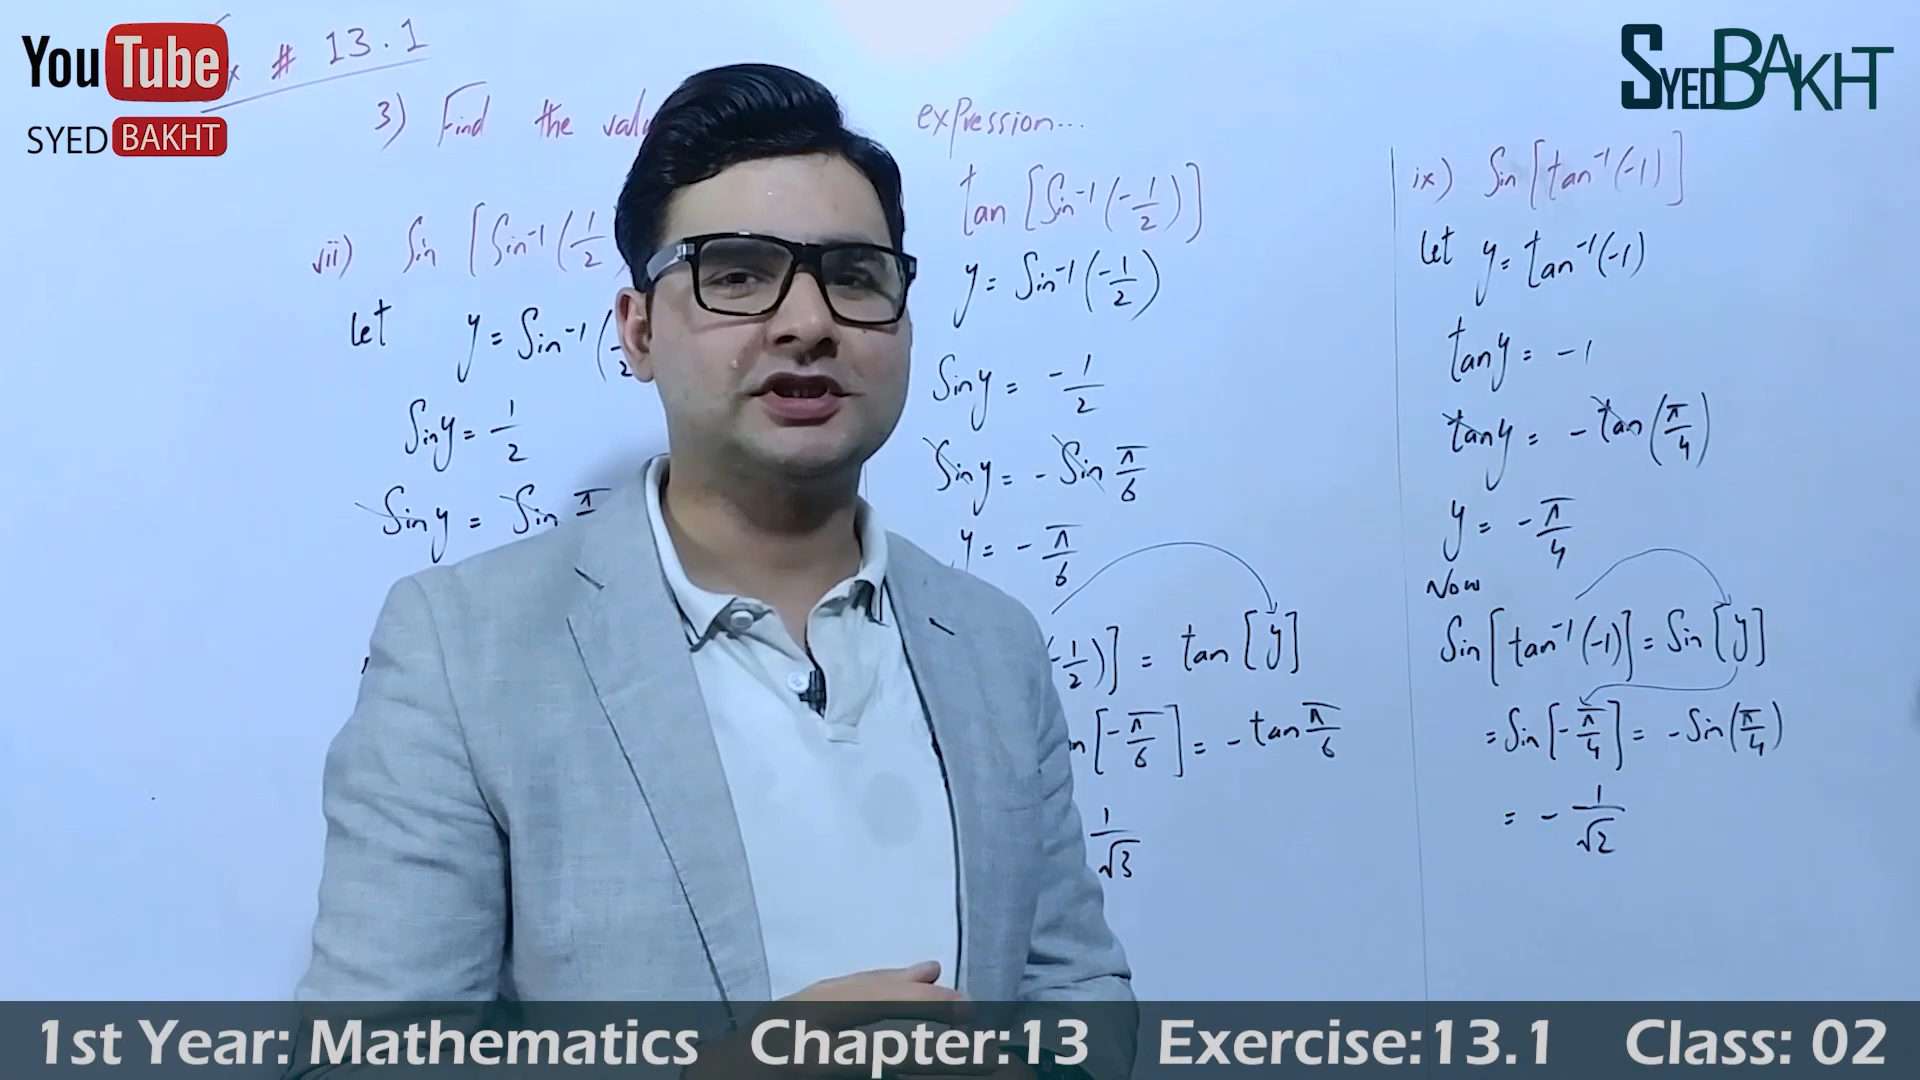 YouTube
SYED BAKHT
SYEDBAKHT
x # 13.1
3) Find the valu
expression...
vii) Sin [Sin⁻¹(1/2
let y = Sin⁻¹(
Sin y = 1/2
Sin y = Sin π
tan [Sin⁻¹(-1/2)]
y = Sin⁻¹(-1/2)
Sin y = -1/2
Sin y = - Sin π/6
y = - π/6
(-1/2)] = tan [y]
n [-π/6] = - tan π/6
1/√3
ix) Sin [tan⁻¹(-1)]
let y = tan⁻¹(-1)
tan y = -1
tan y = - tan (π/4)
y = - π/4
Now
Sin [tan⁻¹(-1)] = Sin [y]
= Sin [-π/4] = - Sin (π/4)
= - 1/√2
1st Year: Mathematics Chapter:13 Exercise:13.1 Class: 02